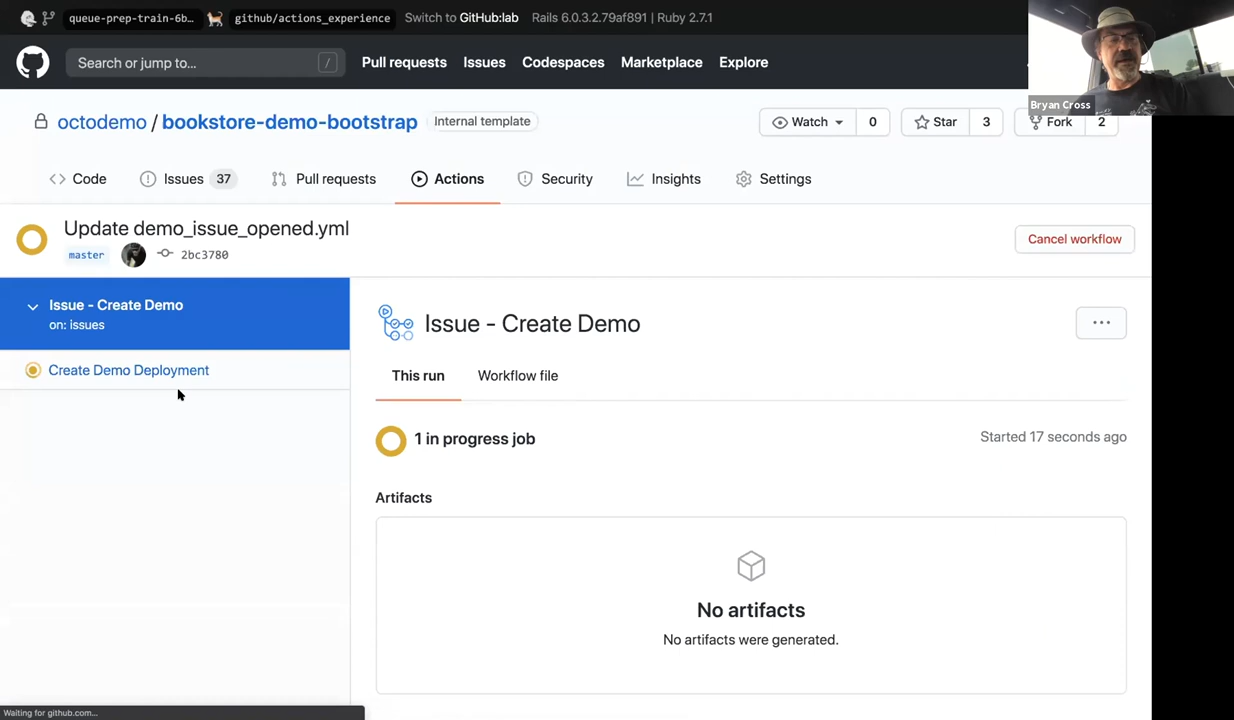 queue-prep-train-6b… github/actions_experience Switch to GitHub:lab Rails 6.0.3.2.79af891 | Ruby 2.7.1
Search or jump to… / Pull requests Issues Codespaces Marketplace Explore
Bryan Cross
octodemo / bookstore-demo-bootstrap Internal template Watch 0 Star 3 Fork 2
Code Issues 37 Pull requests Actions Security Insights Settings
Update demo_issue_opened.yml
master 2bc3780
Cancel workflow
Issue - Create Demo
on: issues
Create Demo Deployment
Issue - Create Demo
...
This run Workflow file
1 in progress job Started 17 seconds ago
Artifacts
No artifacts
No artifacts were generated.
Waiting for github.com...